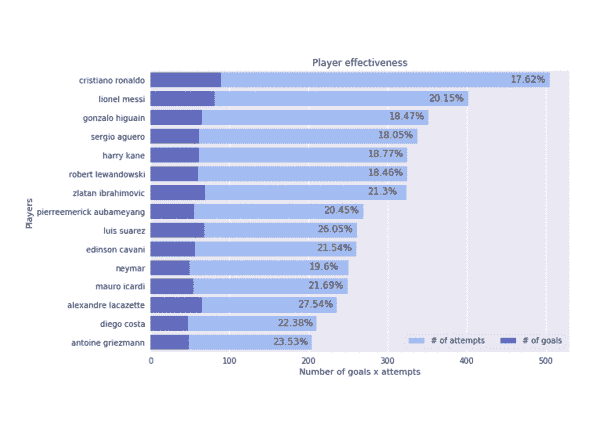 Player effectiveness
cristiano ronaldo 17.62%
lionel messi 20.15%
gonzalo higuain 18.47%
sergio aguero 18.05%
harry kane 18.77%
robert lewandowski 18.46%
zlatan ibrahimovic 21.3%
pierreemerick aubameyang 20.45%
luis suarez 26.05%
edinson cavani 21.54%
neymar 19.6%
mauro icardi 21.69%
alexandre lacazette 27.54%
diego costa 22.38%
antoine griezmann 23.53%
Players
# of attempts # of goals
0 100 200 300 400 500
Number of goals x attempts